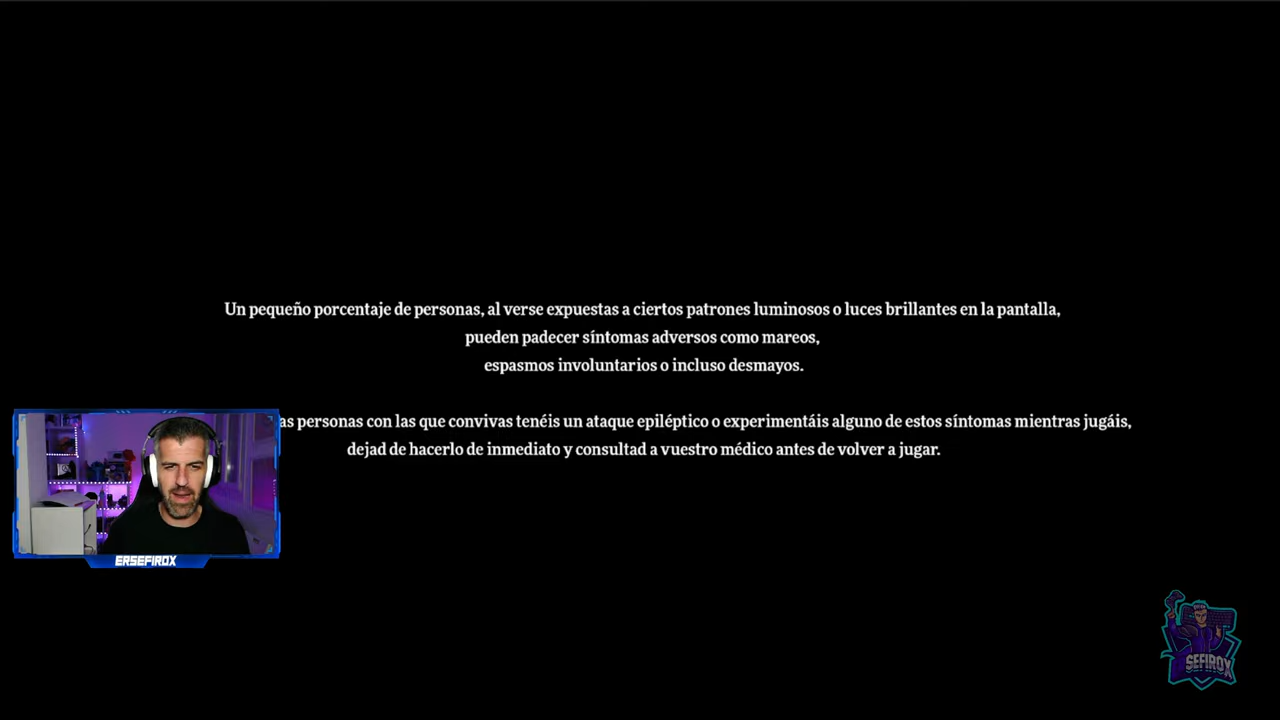 Un pequeño porcentaje de personas, al verse expuestas a ciertos patrones luminosos o luces brillantes en la pantalla,
pueden padecer síntomas adversos como mareos,
espasmos involuntarios o incluso desmayos.
as personas con las que convivas tenéis un ataque epiléptico o experimentáis alguno de estos síntomas mientras jugáis,
dejad de hacerlo de inmediato y consultad a vuestro médico antes de volver a jugar.
ERSEFIROX
SEFIROX